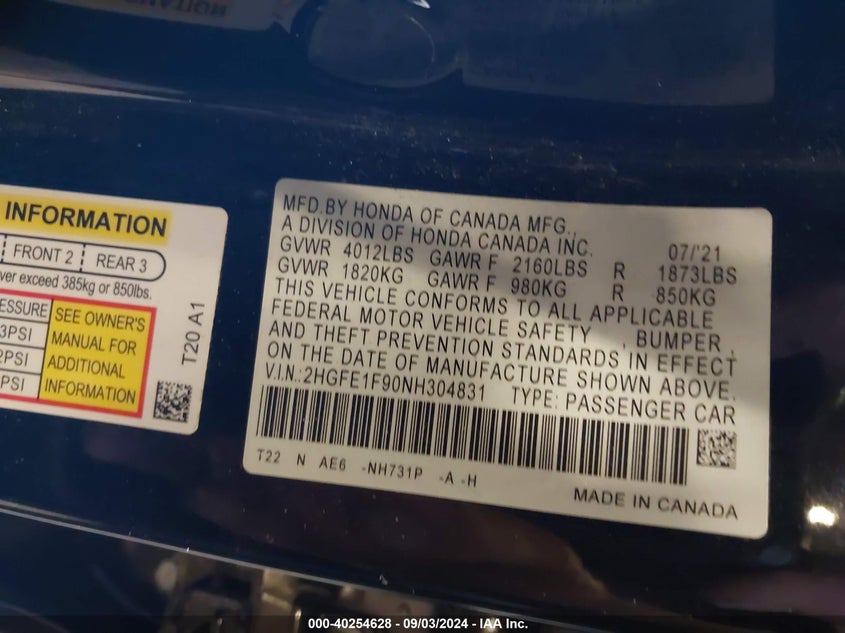 INFORMATION
FRONT 2
REAR 3
ver exceed 385kg or 850lbs.
ESSURE
3PSI
2PSI
PSI
SEE OWNER'S
MANUAL FOR
ADDITIONAL
INFORMATION
T20 A1
MFD.BY HONDA OF CANADA MFG.,
A DIVISION OF HONDA CANADA INC. 07/'21
GVWR 4012LBS GAWR F 2160LBS R 1873LBS
GVWR 1820KG GAWR F 980KG R 850KG
THIS VEHICLE CONFORMS TO ALL APPLICABLE
FEDERAL MOTOR VEHICLE SAFETY , BUMPER ,
AND THEFT PREVENTION STANDARDS IN EFFECT
ON THE DATE OF MANUFACTURE SHOWN ABOVE.
V.I.N.:2HGFE1F90NH304831 TYPE: PASSENGER CAR
T22 N AE6 -NH731P -A -H
MADE IN CANADA
000-40254628 - 09/03/2024 - IAA Inc.